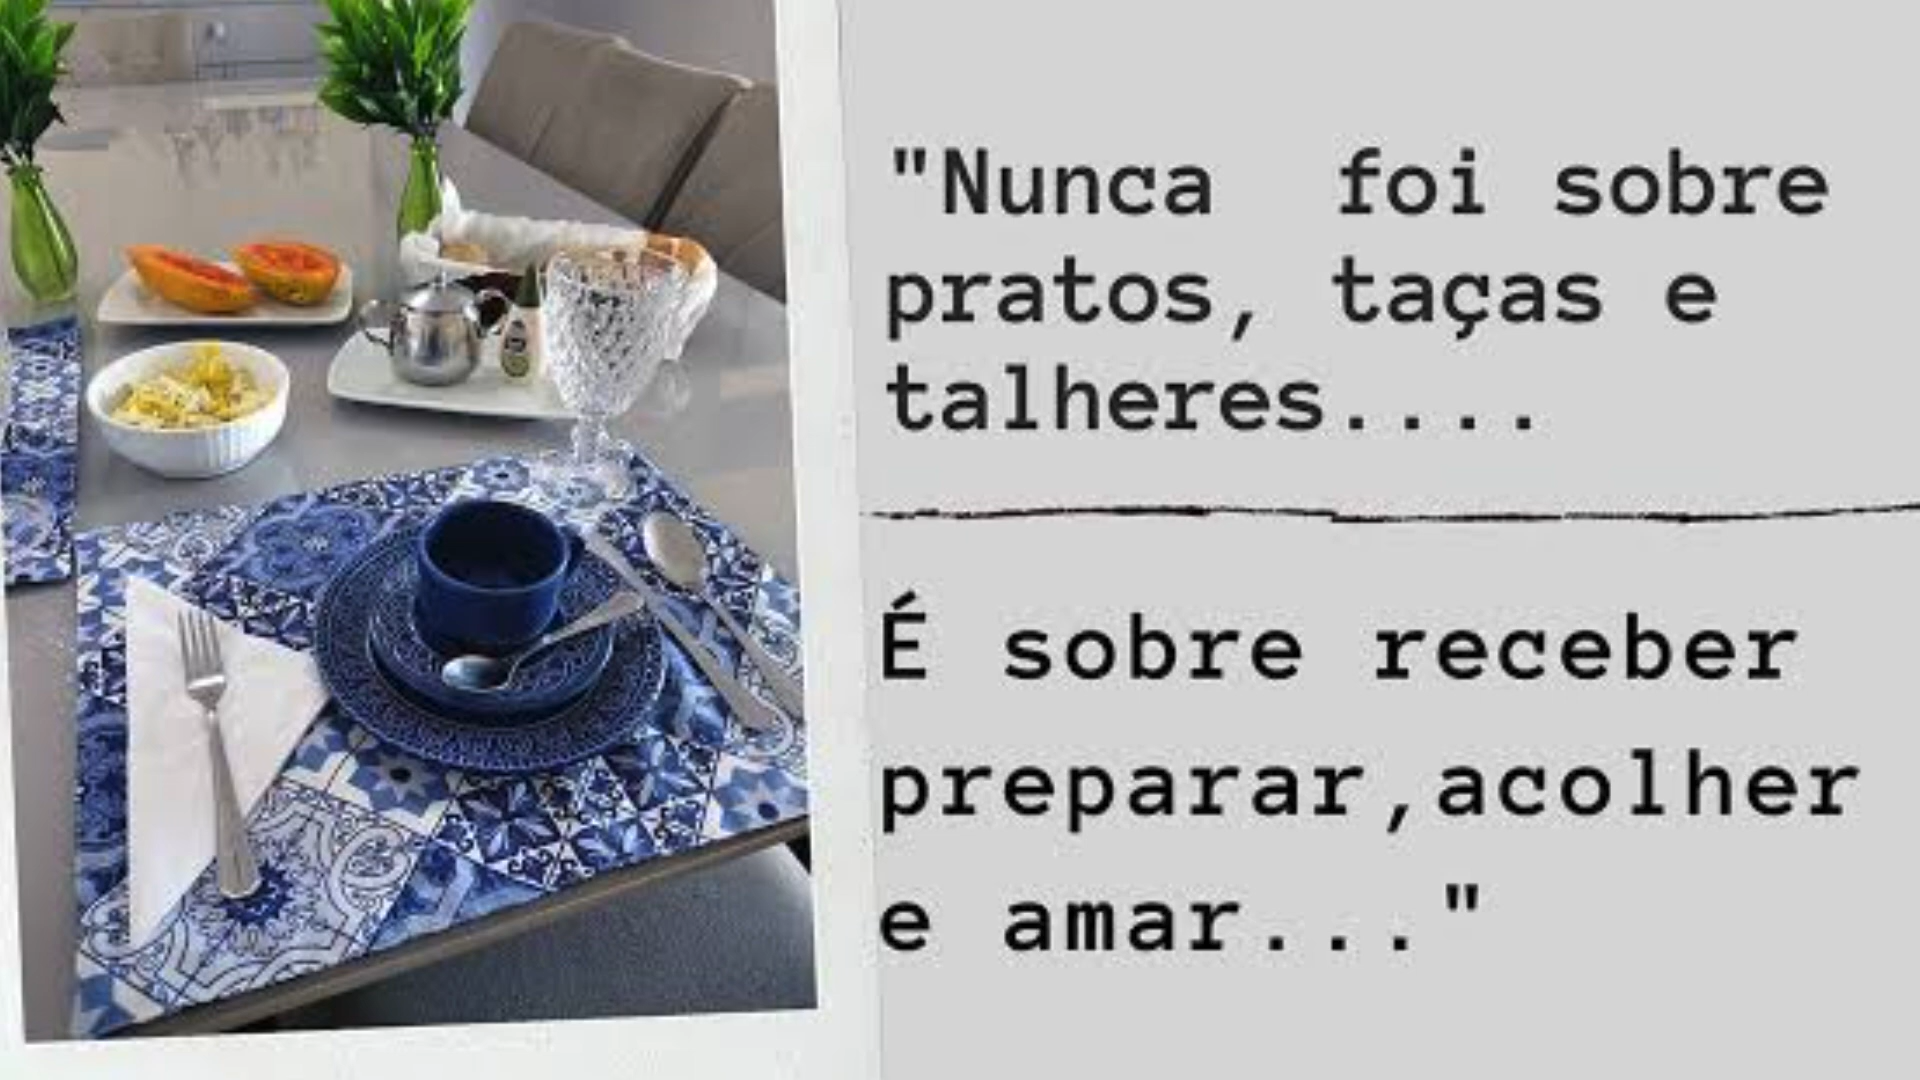 "Nunca foi sobre
pratos, taças e
talheres....
É sobre receber
preparar,acolher
e amar..."